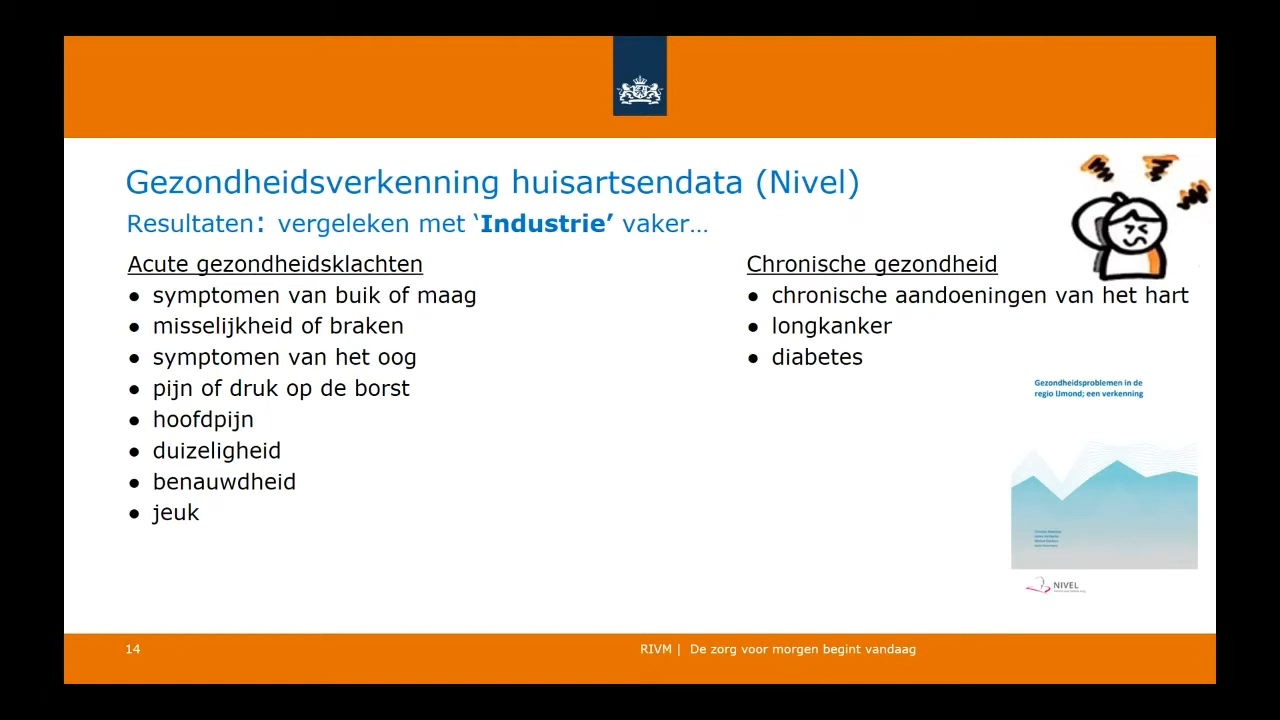 Gezondheidsverkenning huisartsendata (Nivel)
Resultaten: vergeleken met ‘Industrie’ vaker…
Acute gezondheidsklachten
● symptomen van buik of maag
● misselijkheid of braken
● symptomen van het oog
● pijn of druk op de borst
● hoofdpijn
● duizeligheid
● benauwdheid
● jeuk
Chronische gezondheid
● chronische aandoeningen van het hart
● longkanker
● diabetes
Gezondheidsproblemen in de
regio IJmond; een verkenning
NIVEL
14
RIVM | De zorg voor morgen begint vandaag